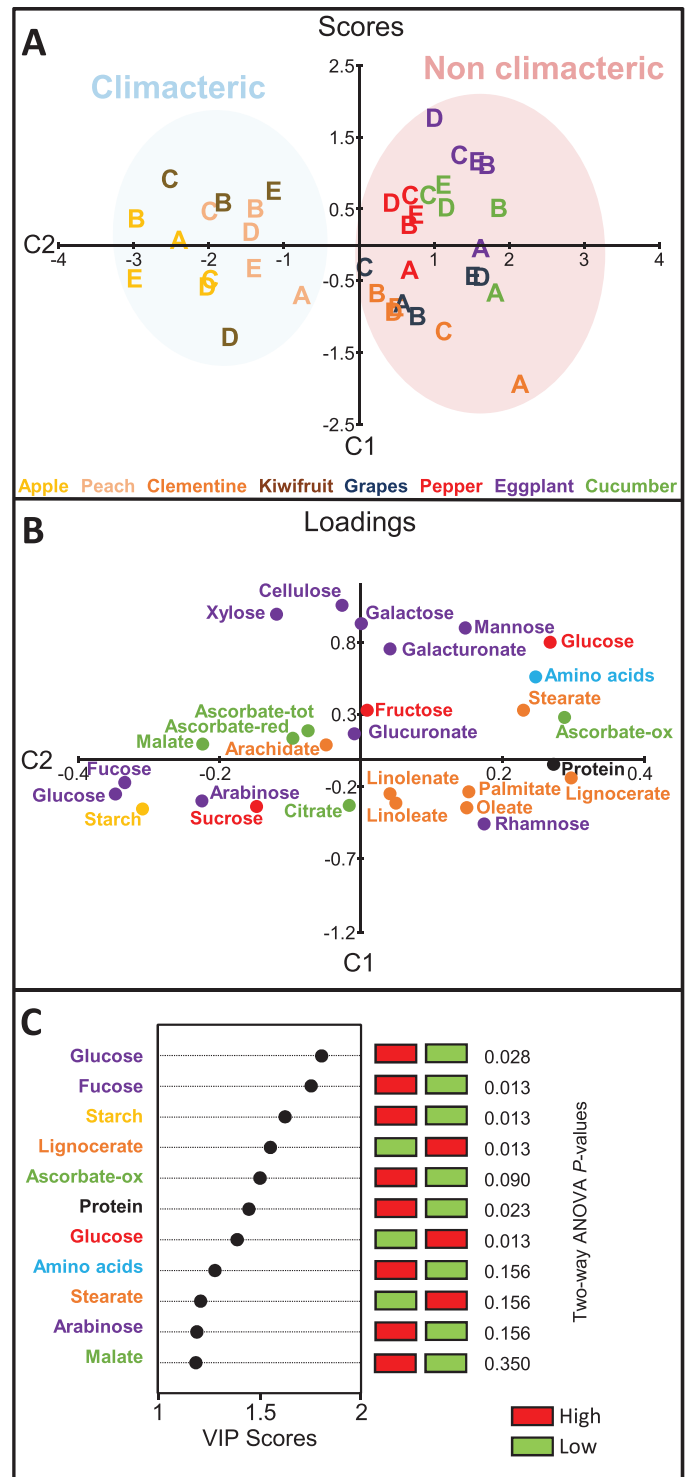 A
Scores
Climacteric
Non climacteric
2.5
1.5
0.5
-0.5
-1.5
-2.5
C2
-4 -3 -2 -1 1 2 3 4
C1
D
C E B
C E B
C B E
C B D
D C E B
C E D B
B A E C D
E A
D
A
C E D A B
A
A
B D E C
A
Apple Peach Clementine Kiwifruit Grapes Pepper Eggplant Cucumber
B
Loadings
Cellulose
Xylose
Galactose
Mannose
Galacturonate
Glucose
Amino acids
Stearate
Ascorbate-ox
Fructose
Glucuronate
Ascorbate-tot
Ascorbate-red
Malate
Arachidate
0.8
0.3
-0.2
-0.7
-1.2
C2
-0.4 -0.2 0.2 0.4
Fucose
Glucose
Starch
Arabinose
Sucrose
Citrate
Linolenate
Linoleate
Palmitate
Oleate
Rhamnose
Protein
Lignocerate
C1
C
Glucose 0.028
Fucose 0.013
Starch 0.013
Lignocerate 0.013
Ascorbate-ox 0.090
Protein 0.023
Glucose 0.013
Amino acids 0.156
Stearate 0.156
Arabinose 0.156
Malate 0.350
Two-way ANOVA P-values
1 1.5 2
VIP Scores
High
Low